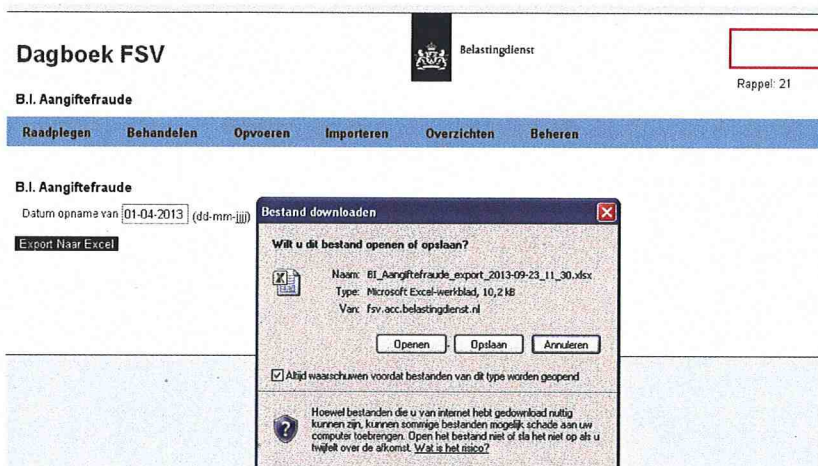 Dagboek FSV
Belastingdienst
Rappel: 21
B.I. Aangiftefraude
Raadplegen Behandelen Opvoeren Importeren Overzichten Beheren
B.I. Aangiftefraude
Datum opname van 01-04-2013 (dd-mm-jjjj)
Export Naar Excel
Bestand downloaden
Wilt u dit bestand openen of opslaan?
Naam: BI_Aangiftefraude_export_2013-09-23_11_30.xlsx
Type: Microsoft Excel-werkblad, 10,2 kB
Van: fsv.acc.belastingdienst.nl
Openen Opslaan Annuleren
Altijd waarschuwen voordat bestanden van dit type worden geopend
Hoewel bestanden die u van internet hebt gedownload nuttig
kunnen zijn, kunnen sommige bestanden mogelijk schade aan uw
computer toebrengen. Open het bestand niet of sla het niet op als u
twijfelt over de afkomst. Wat is het risico?